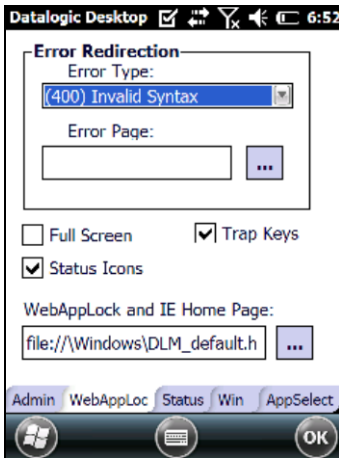 Datalogic Desktop 6:52
Error Redirection
Error Type:
(400) Invalid Syntax
Error Page:
...
Full Screen Trap Keys
Status Icons
WebAppLock and IE Home Page:
file://\Windows\DLM_default.h ...
Admin WebAppLoc Status Win AppSelect
OK